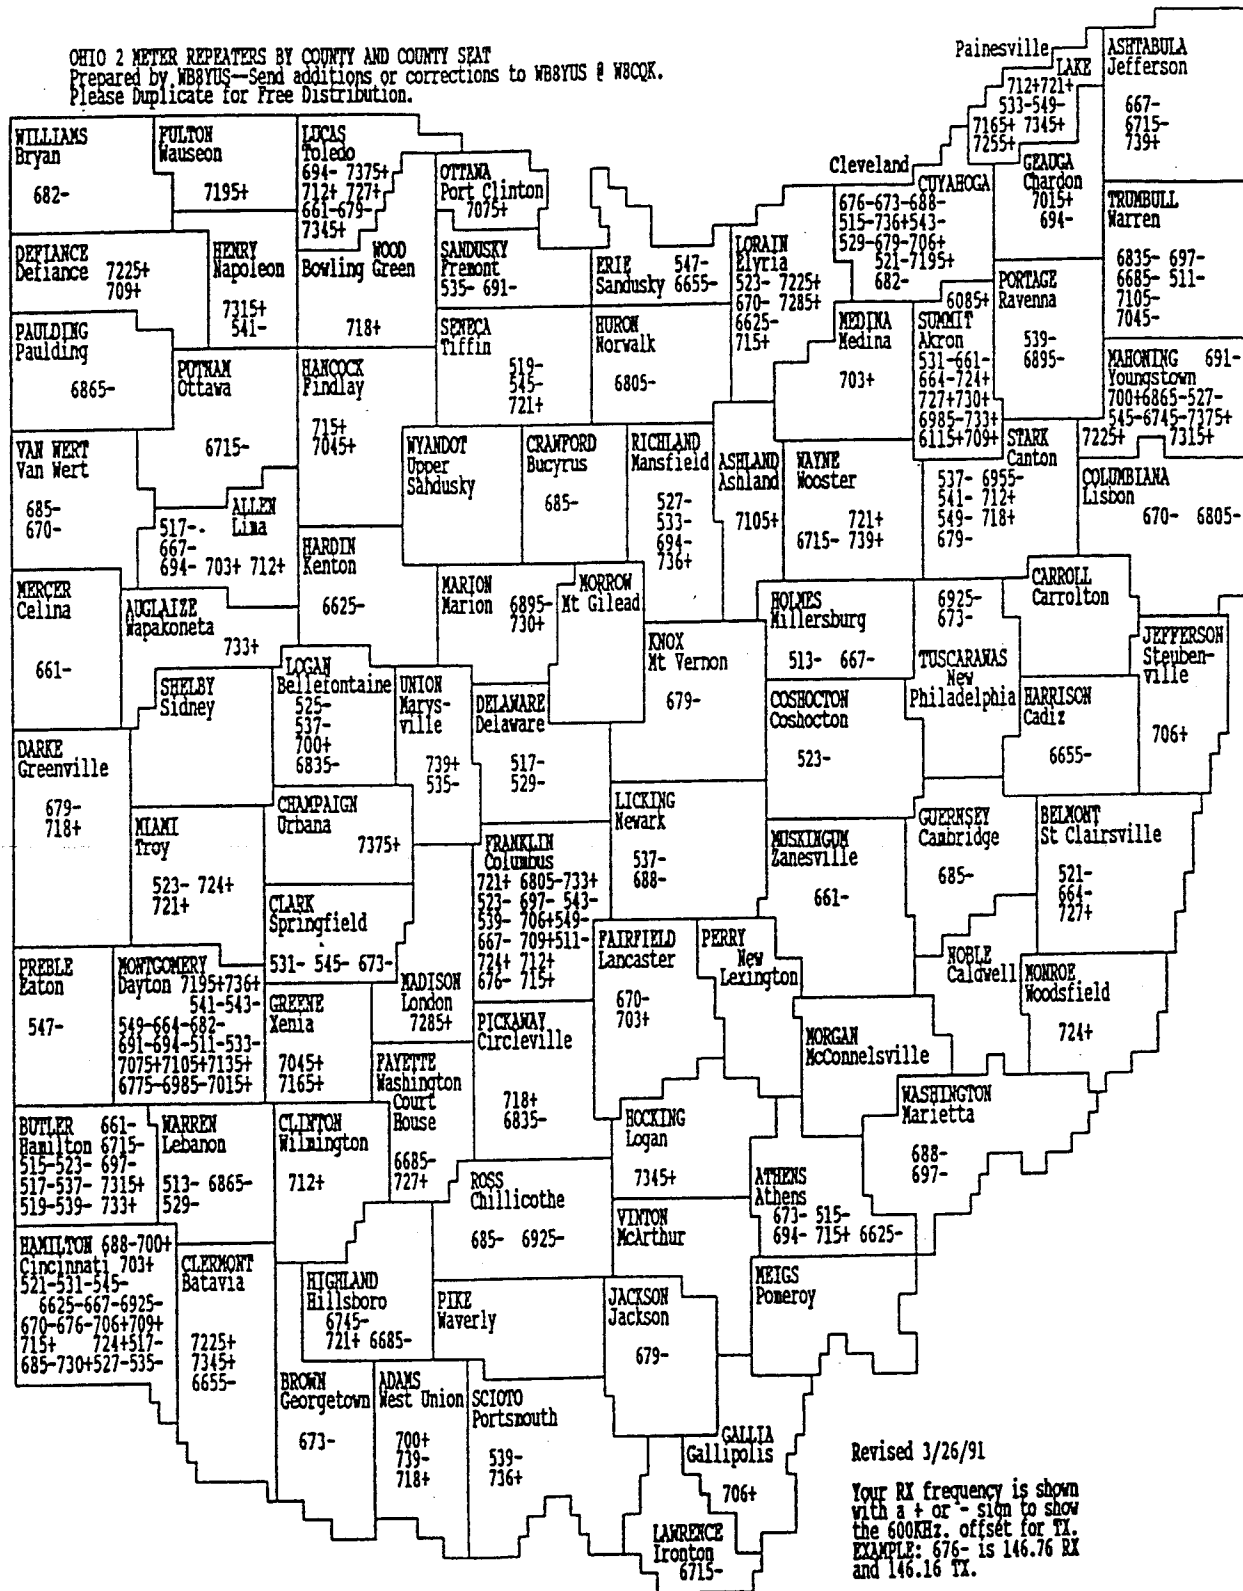 OHIO 2 METER REPEATERS BY COUNTY AND COUNTY SEAT
Prepared by WB8YUS--Send additions or corrections to WB8YUS @ W8CQK.
Please Duplicate for Free Distribution.
WILLIAMS
Bryan
682-
FULTON
Wauseon
7195+
LUCAS
Toledo
694- 7375+
712+ 727+
661-679-
7345+
OTTAWA
Port Clinton
7075+
Painesville
LAKE
712+721+
533-549-
7165+ 7345+
7255+
ASHTABULA
Jefferson
667-
6715-
739+
Cleveland
CUYAHOGA
676-673-688-
515-736+543-
529-679-706+
521-7195+
682-
GEAUGA
Chardon
7015+
694-
TRUMBULL
Warren
6835- 697-
6685- 511-
7105-
7045-
DEFIANCE
Defiance 7225+
709+
HENRY
Napoleon
7315+
541-
WOOD
Bowling Green
718+
SANDUSKY
Fremont
535- 691-
ERIE 547-
Sandusky 6655-
LORAIN
Elyria
523- 7225+
670- 7285+
6625-
715+
MEDINA
Medina
703+
6085+
SUMMIT
Akron
531-661-
664-724+
727+730+
6985-733+
6115+709+
PORTAGE
Ravenna
539-
6895-
MAHONING 691-
Youngstown
700+6865-527-
545-6745-7375+
7225+ 7315+
PAULDING
Paulding
6865-
PUTNAM
Ottawa
6715-
HANCOCK
Findlay
715+
7045+
SENECA
Tiffin
519-
545-
721+
HURON
Norwalk
6805-
VAN WERT
Van Wert
685-
670-
ALLEN
Lima
517-
667-
694- 703+ 712+
WYANDOT
Upper
Sandusky
CRAWFORD
Bucyrus
685-
RICHLAND
Mansfield
527-
533-
694-
736+
ASHLAND
Ashland
7105+
WAYNE
Wooster
721+
6715- 739+
STARK
Canton
537- 6955-
541- 712+
549- 718+
679-
COLUMBIANA
Lisbon
670- 6805-
MERCER
Celina
661-
AUGLAIZE
Wapakoneta
733+
HARDIN
Kenton
6625-
MARION
Marion 6895-
730+
MORROW
Mt Gilead
KNOX
Mt Vernon
679-
HOLMES
Millersburg
513- 667-
6925-
673-
TUSCARAWAS
New
Philadelphia
CARROLL
Carrolton
JEFFERSON
Steuben-
ville
706+
SHELBY
Sidney
LOGAN
Bellefontaine
525-
537-
700+
6835-
UNION
Marys-
ville
739+
535-
DELAWARE
Delaware
517-
529-
COSHOCTON
Coshocton
523-
HARRISON
Cadiz
6655-
DARKE
Greenville
679-
718+
MIAMI
Troy
523- 724+
721+
CHAMPAIGN
Urbana
7375+
FRANKLIN
Columbus
721+ 6805-733+
523- 697- 543-
539- 706+549-
667- 709+511-
724+ 712+
676- 715+
LICKING
Newark
537-
688-
MUSKINGUM
Zanesville
661-
GUERNSEY
Cambridge
685-
BELMONT
St Clairsville
521-
664-
727+
CLARK
Springfield
531- 545- 673-
PREBLE
Eaton
547-
MONTGOMERY
Dayton 7195+736+
541-543-
549-664-682-
691-694-511-533-
7075+7105+7135+
6775-6985-7015+
GREENE
Xenia
7045+
7165+
MADISON
London
7285+
PICKAWAY
Circleville
718+
6835-
FAIRFIELD
Lancaster
670-
703+
PERRY
New
Lexington
NOBLE
Caldwell
MONROE
Woodsfield
724+
MORGAN
McConnelsville
FAYETTE
Washington
Court
House
6685-
727+
WASHINGTON
Marietta
688-
697-
BUTLER 661-
Hamilton 6715-
515-523- 697-
517-537- 7315+
519-539- 733+
WARREN
Lebanon
513- 6865-
529-
CLINTON
Wilmington
712+
HOCKING
Logan
7345+
ROSS
Chillicothe
685- 6925-
ATHENS
Athens
673- 515-
694- 715+ 6625-
VINTON
McArthur
HAMILTON 688-700+
Cincinnati 703+
521-531-545-
6625-667-6925-
670-676-706+709+
715+ 724+517-
685-730+527-535-
CLERMONT
Batavia
7225+
7345+
6655-
HIGHLAND
Hillsboro
6745-
721+ 6685-
PIKE
Waverly
JACKSON
Jackson
679-
MEIGS
Pomeroy
BROWN
Georgetown
673-
ADAMS
West Union
700+
739-
718+
SCIOTO
Portsmouth
539-
736+
GALLIA
Gallipolis
706+
LAWRENCE
Ironton
6715-
Revised 3/26/91
Your RX frequency is shown
with a + or - sign to show
the 600KHz. offset for TX.
EXAMPLE: 676- is 146.76 RX
and 146.16 TX.